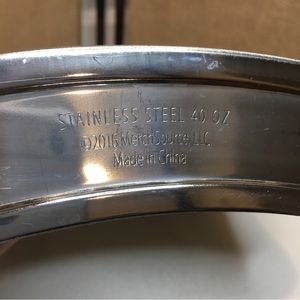 STAINLESS STEEL 40 OZ
©2016 MerchSource, LLC
Made in China